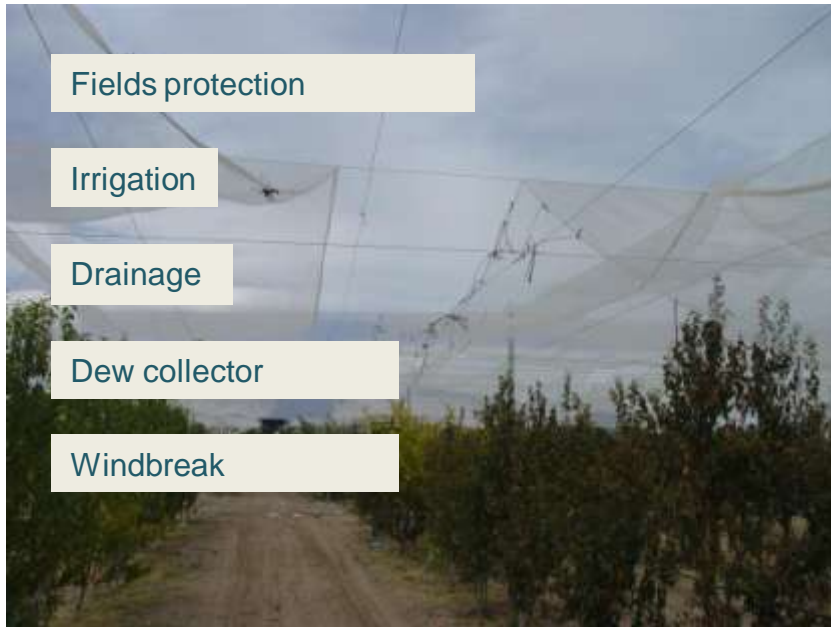 Fields protection
Irrigation
Drainage
Dew collector
Windbreak